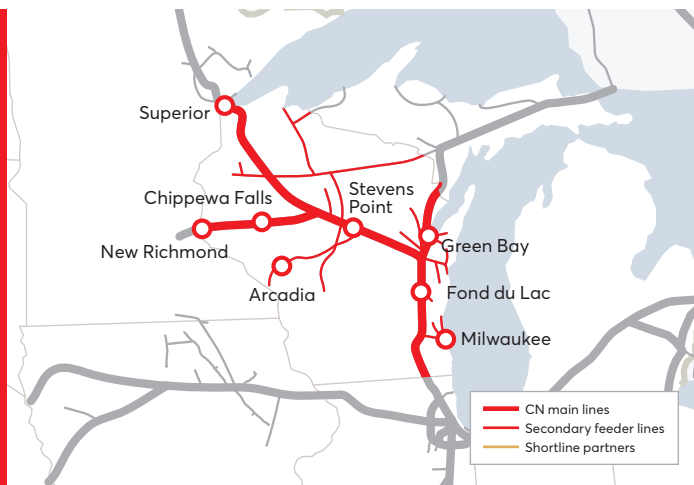 Superior
Chippewa Falls
Stevens
Point
New Richmond
Green Bay
Arcadia
Fond du Lac
Milwaukee
CN main lines
Secondary feeder lines
Shortline partners